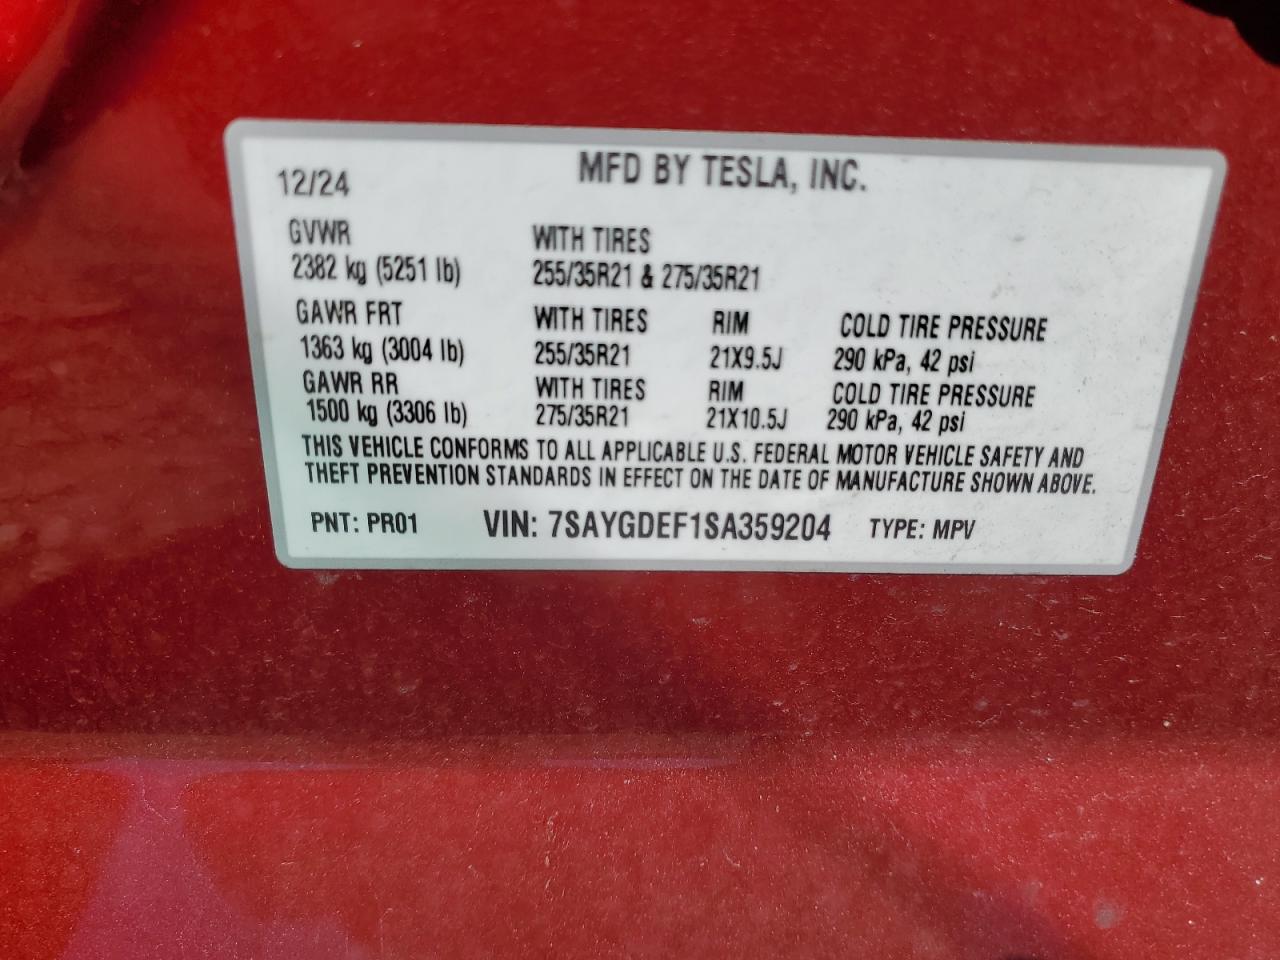 12/24 MFD BY TESLA, INC.
GVWR WITH TIRES
2382 kg (5251 lb) 255/35R21 & 275/35R21
GAWR FRT WITH TIRES RIM COLD TIRE PRESSURE
1363 kg (3004 lb) 255/35R21 21X9.5J 290 kPa, 42 psi
GAWR RR WITH TIRES RIM COLD TIRE PRESSURE
1500 kg (3306 lb) 275/35R21 21X10.5J 290 kPa, 42 psi
THIS VEHICLE CONFORMS TO ALL APPLICABLE U.S. FEDERAL MOTOR VEHICLE SAFETY AND
THEFT PREVENTION STANDARDS IN EFFECT ON THE DATE OF MANUFACTURE SHOWN ABOVE.
PNT: PR01 VIN: 7SAYGDEF1SA359204 TYPE: MPV